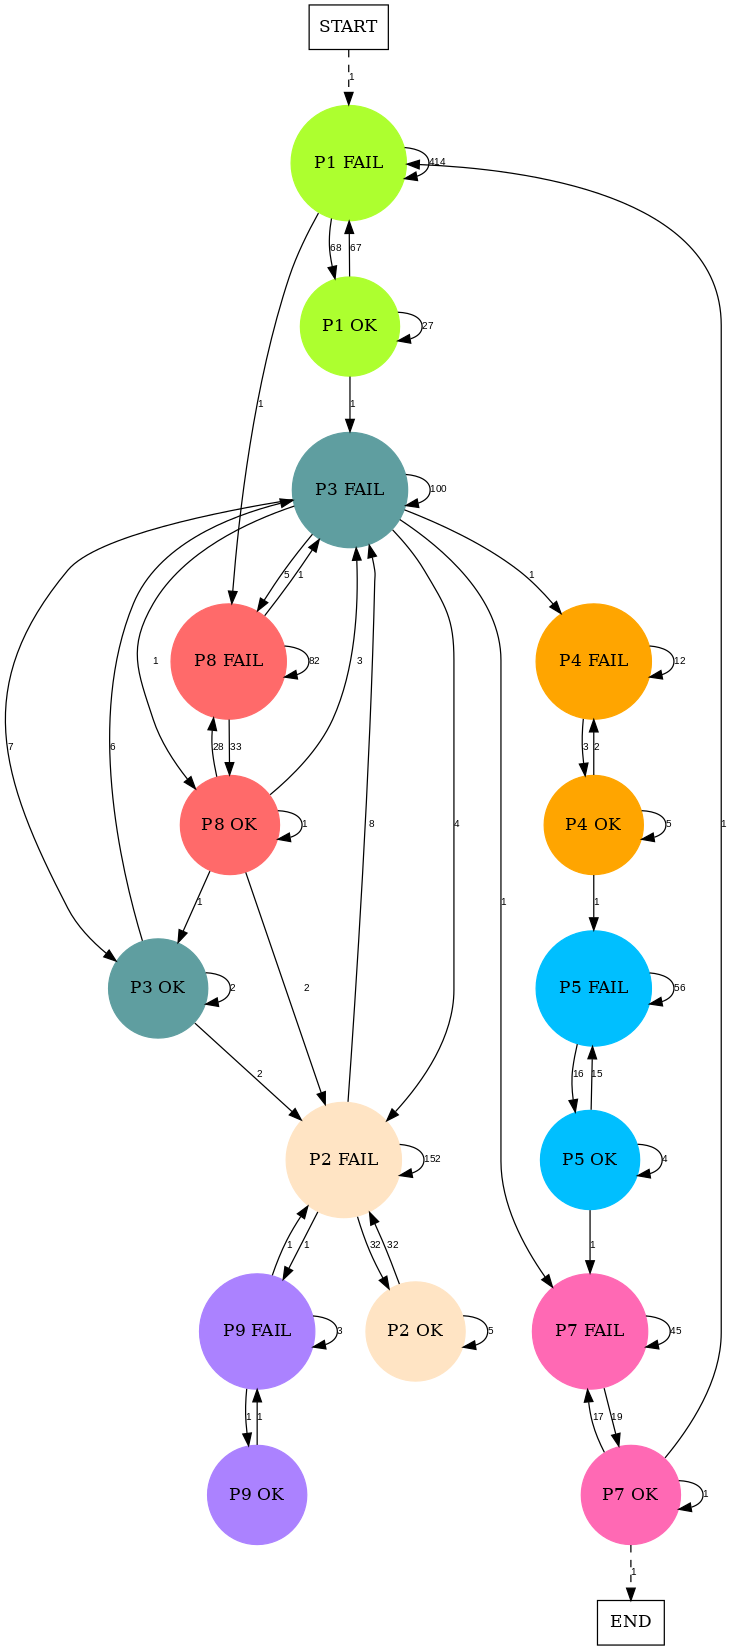 START
1
P1 FAIL
414
68
67
P1 OK
27
1
1
P3 FAIL
100
5
1
1
P8 FAIL
82
P4 FAIL
12
1
3
7
6
28
33
3
2
P8 OK
1
8
4
P4 OK
5
1
1
2
1
1
1
P3 OK
2
P5 FAIL
56
2
16
15
P2 FAIL
152
P5 OK
4
1
1
32
32
1
P9 FAIL
3
P2 OK
5
P7 FAIL
45
1
1
17
19
P9 OK
P7 OK
1
1
END